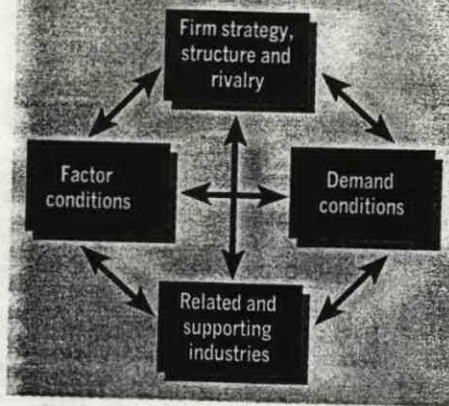 Firm strategy,
structure and
rivalry
Factor
conditions
Demand
conditions
Related and
supporting
industries